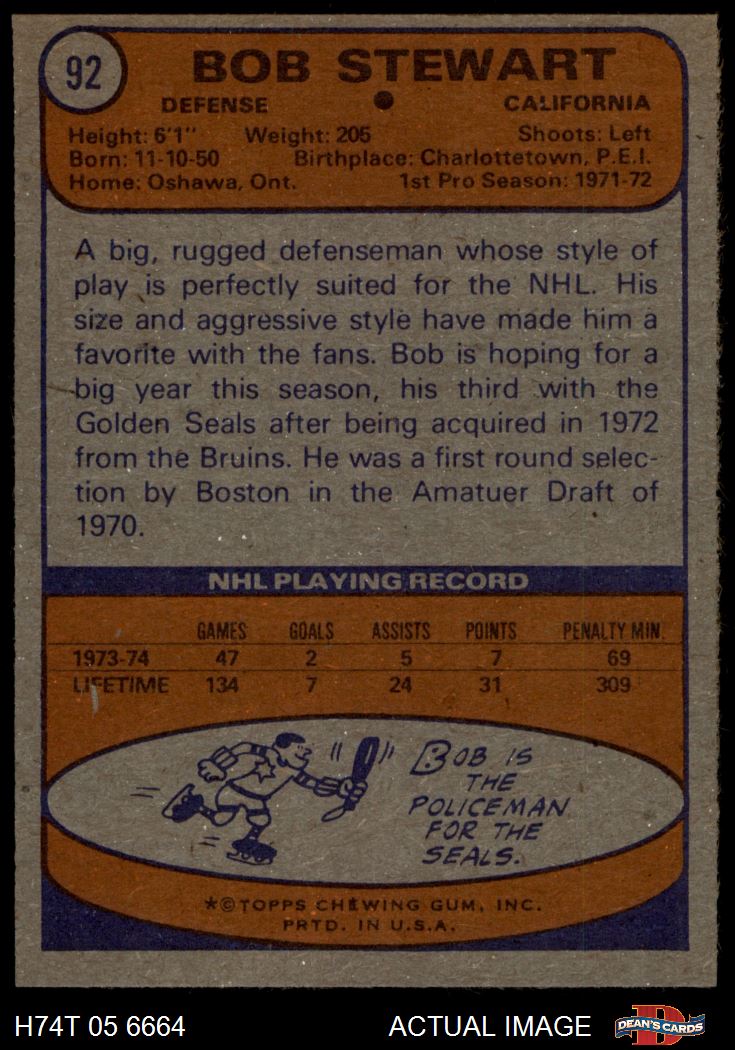 92
BOB STEWART
DEFENSE CALIFORNIA
Height: 6'1" Weight: 205 Shoots: Left
Born: 11-10-50 Birthplace: Charlottetown, P.E.I.
Home: Oshawa, Ont. 1st Pro Season: 1971-72
A big, rugged defenseman whose style of
play is perfectly suited for the NHL. His
size and aggressive style have made him a
favorite with the fans. Bob is hoping for a
big year this season, his third with the
Golden Seals after being acquired in 1972
from the Bruins. He was a first round selec-
tion by Boston in the Amatuer Draft of
1970.
NHL PLAYING RECORD
GAMES GOALS ASSISTS POINTS PENALTY MIN.
1973-74 47 2 5 7 69
LIFETIME 134 7 24 31 309
BOB IS
THE
POLICEMAN
FOR THE
SEALS.
*©TOPPS CHEWING GUM, INC.
PRTD. IN U.S.A.
H74T 05 6664 ACTUAL IMAGE D DEAN'S CARDS